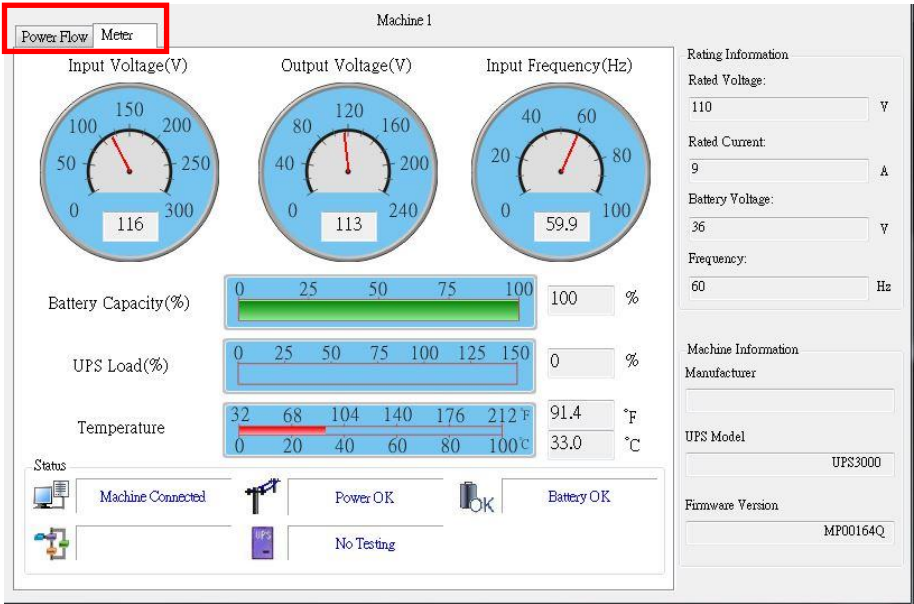 Machine 1
Power Flow Meter
Input Voltage(V) Output Voltage(V) Input Frequency(Hz)
0 50 100 150 200 250 300
116
0 40 80 120 160 200 240
113
0 20 40 60 80 100
59.9
Battery Capacity(%)
0 25 50 75 100
100 %
UPS Load(%)
0 25 50 75 100 125 150
0 %
Temperature
32 68 104 140 176 212 °F
0 20 40 60 80 100 °C
91.4 °F
33.0 °C
Status
Machine Connected
Power OK
OK
Battery OK
UPS
No Testing
Rating Information
Rated Voltage:
110 V
Rated Current:
9 A
Battery Voltage:
36 V
Frequency:
60 Hz
Machine Information
Manufacturer
UPS Model
UPS3000
Firmware Version
MP00164Q